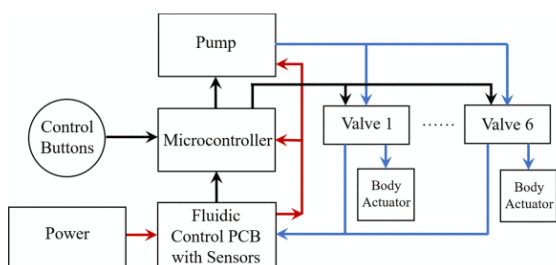 Pump
Control
Buttons
Microcontroller
Valve 1
......
Valve 6
Body
Actuator
Body
Actuator
Power
Fluidic
Control PCB
with Sensors